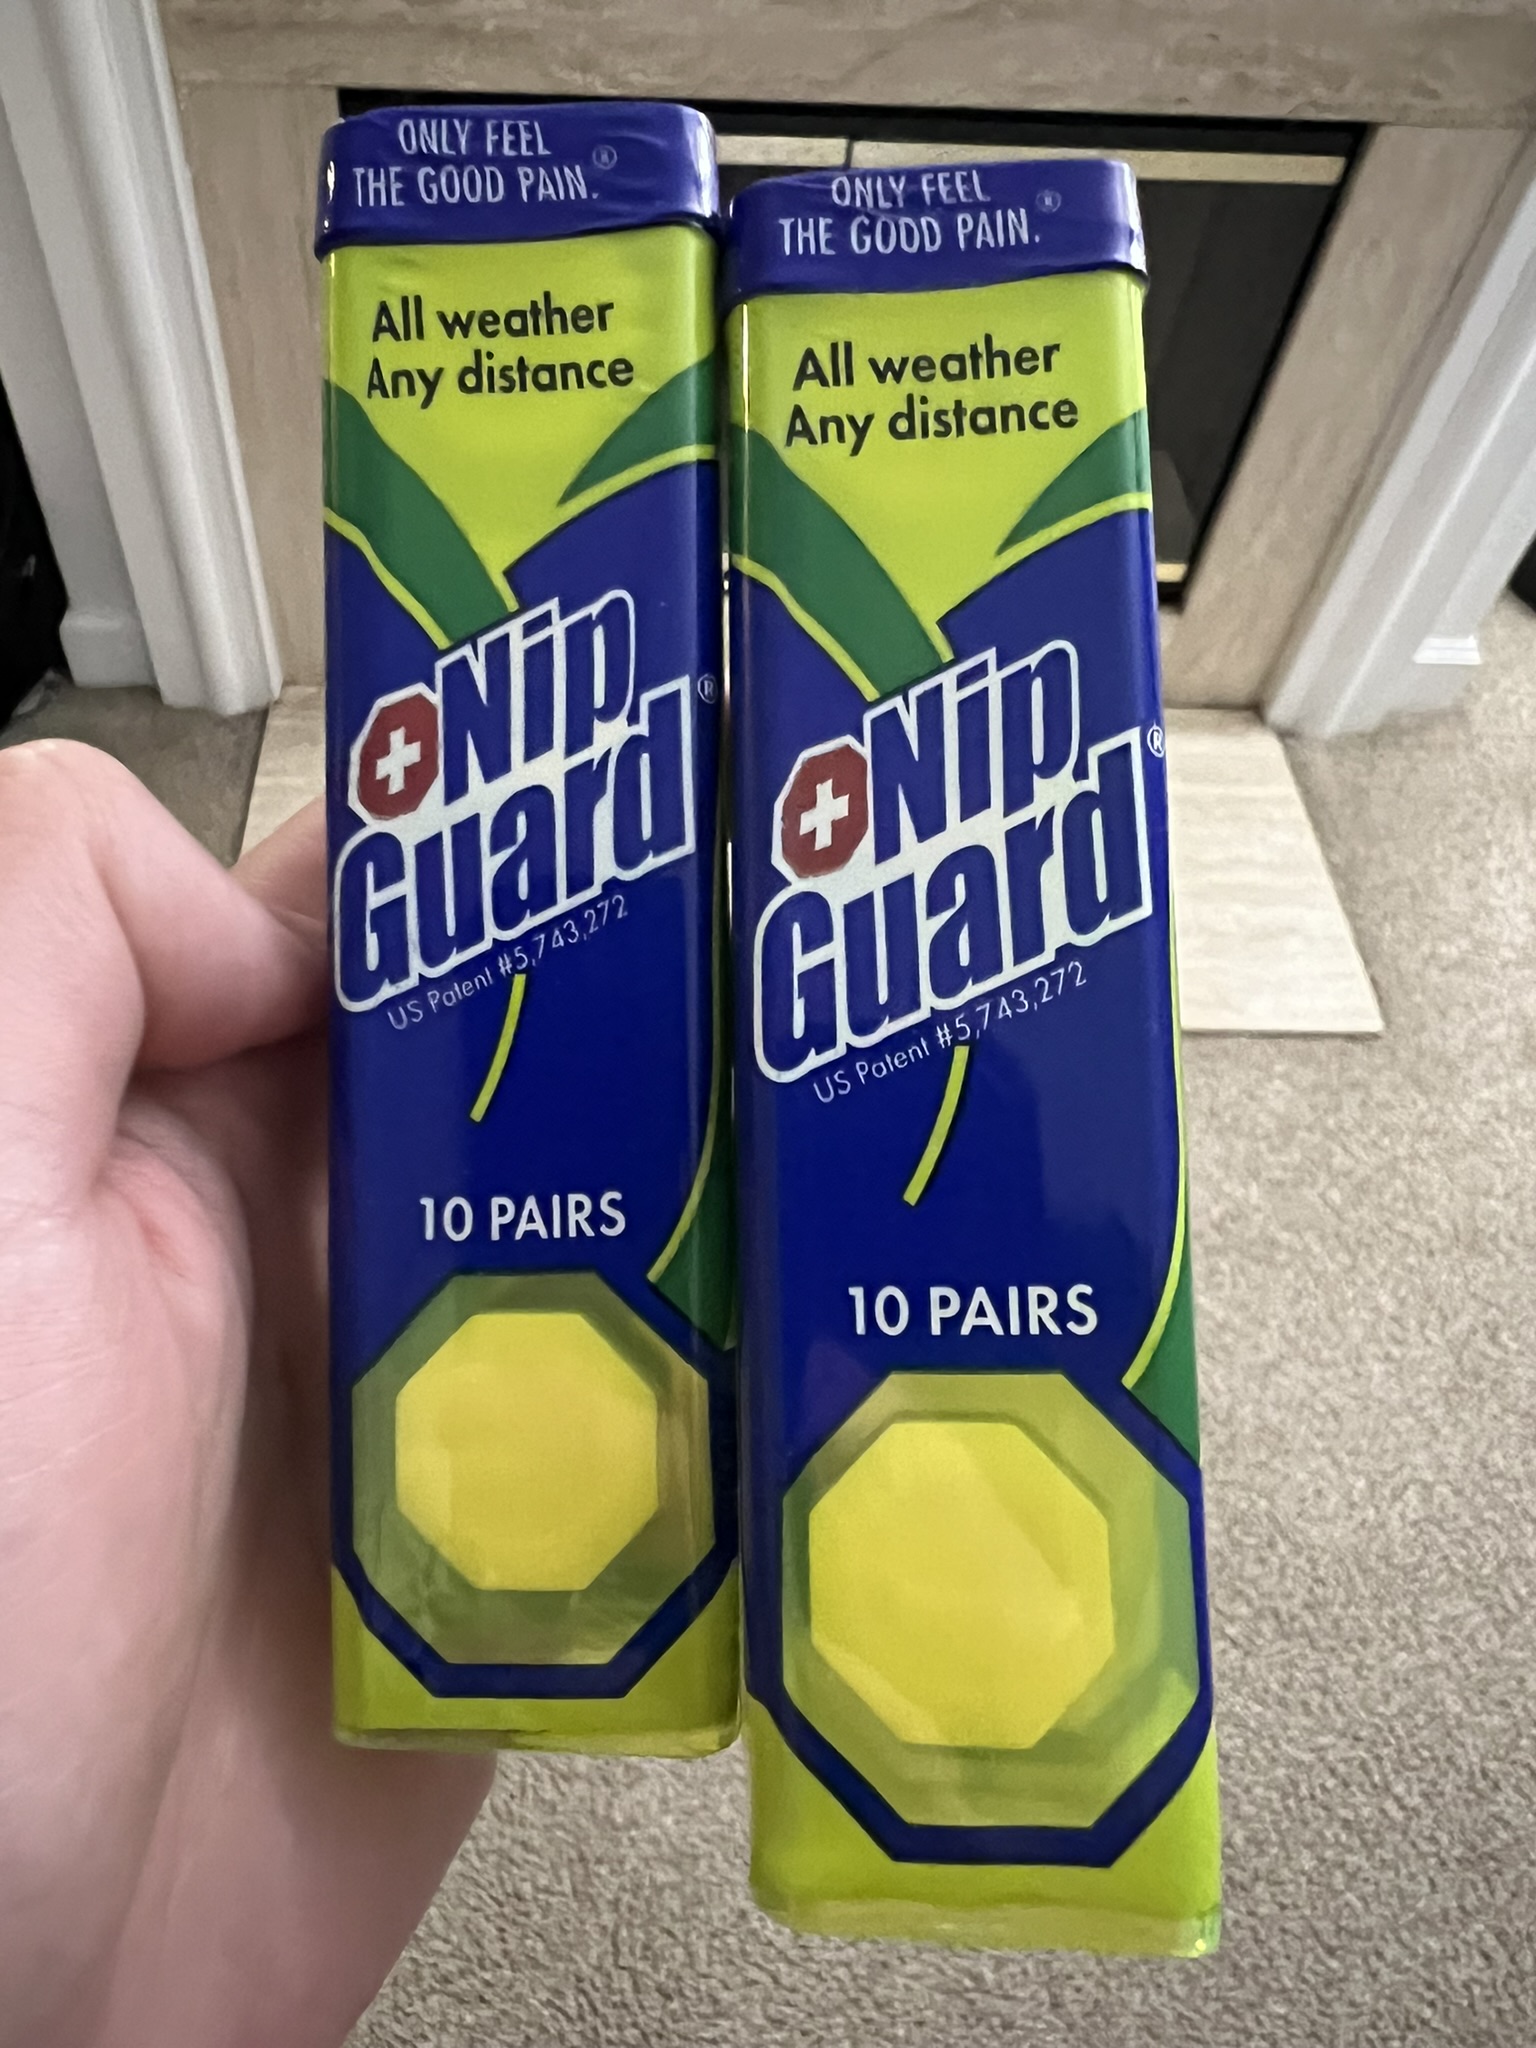 ONLY FEEL
THE GOOD PAIN.®
All weather
Any distance
Nip
Guard®
US Patent #5,743,272
10 PAIRS
ONLY FEEL
THE GOOD PAIN.®
All weather
Any distance
Nip
Guard®
US Patent #5,743,272
10 PAIRS